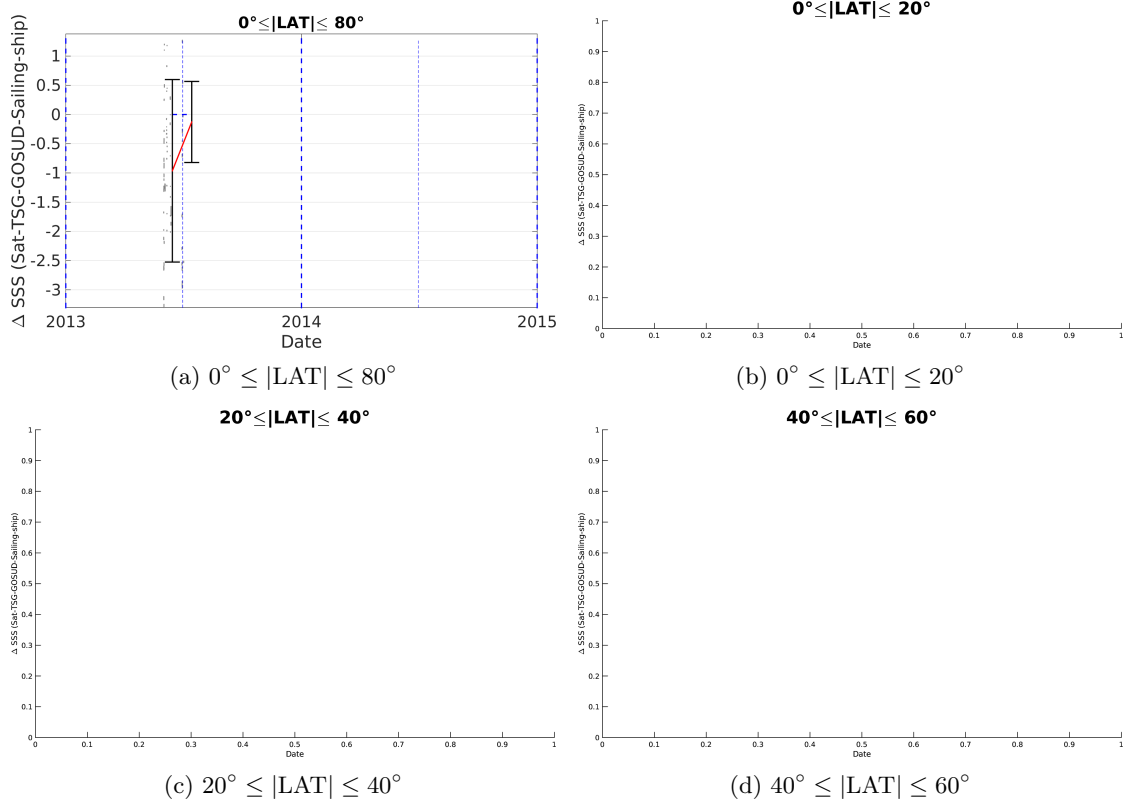 0°≤|LAT|≤ 80°
Δ SSS (Sat-TSG-GOSUD-Sailing-ship)
1
0.5
0
-0.5
-1
-1.5
-2
-2.5
-3
2013 2014 2015
Date
(a) 0° ≤ |LAT| ≤ 80°
0°≤|LAT|≤ 20°
Δ SSS (Sat-TSG-GOSUD-Sailing-ship)
1
0.9
0.8
0.7
0.6
0.5
0.4
0.3
0.2
0.1
0
0 0.1 0.2 0.3 0.4 0.5 0.6 0.7 0.8 0.9 1
Date
(b) 0° ≤ |LAT| ≤ 20°
20°≤|LAT|≤ 40°
Δ SSS (Sat-TSG-GOSUD-Sailing-ship)
1
0.9
0.8
0.7
0.6
0.5
0.4
0.3
0.2
0.1
0
0 0.1 0.2 0.3 0.4 0.5 0.6 0.7 0.8 0.9 1
Date
(c) 20° ≤ |LAT| ≤ 40°
40°≤|LAT|≤ 60°
Δ SSS (Sat-TSG-GOSUD-Sailing-ship)
1
0.9
0.8
0.7
0.6
0.5
0.4
0.3
0.2
0.1
0
0 0.1 0.2 0.3 0.4 0.5 0.6 0.7 0.8 0.9 1
Date
(d) 40° ≤ |LAT| ≤ 60°